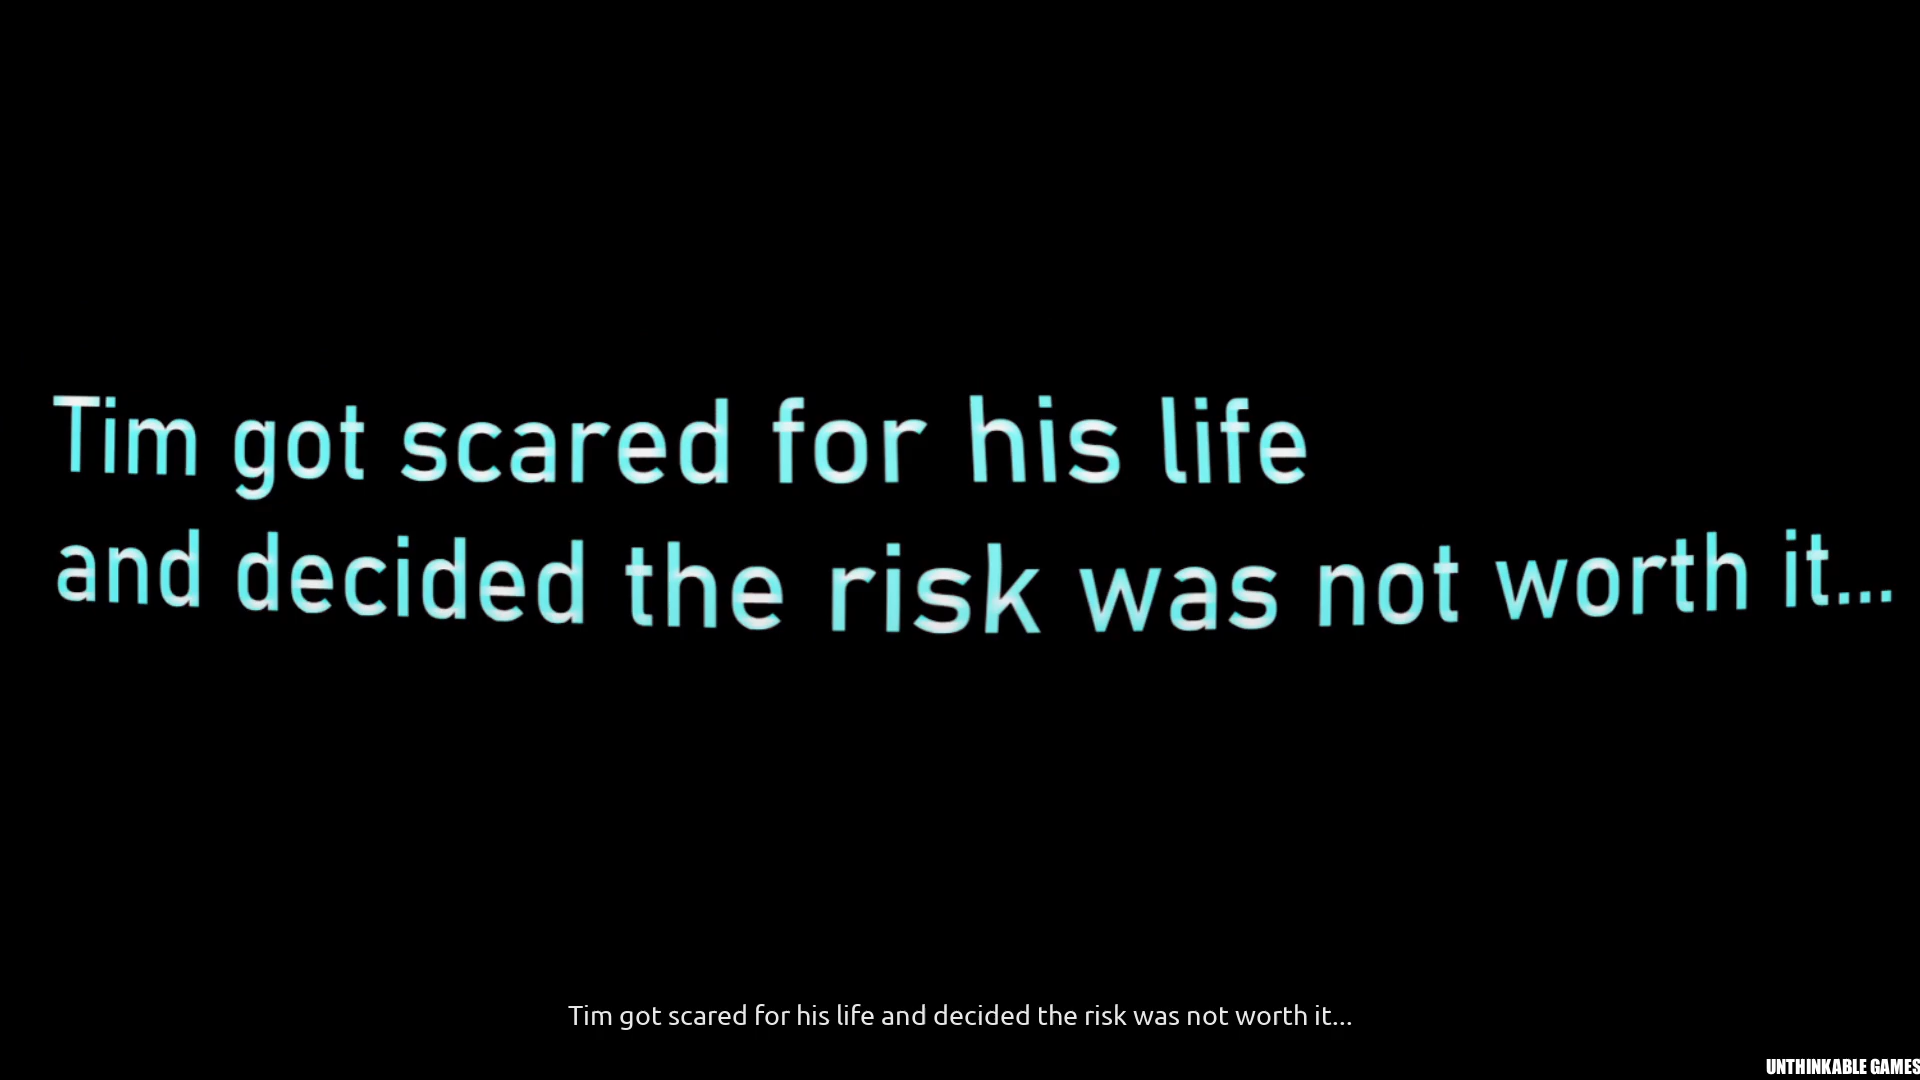 Tim got scared for his life
and decided the risk was not worth it...
Tim got scared for his life and decided the risk was not worth it...
UNTHINKABLE GAMES